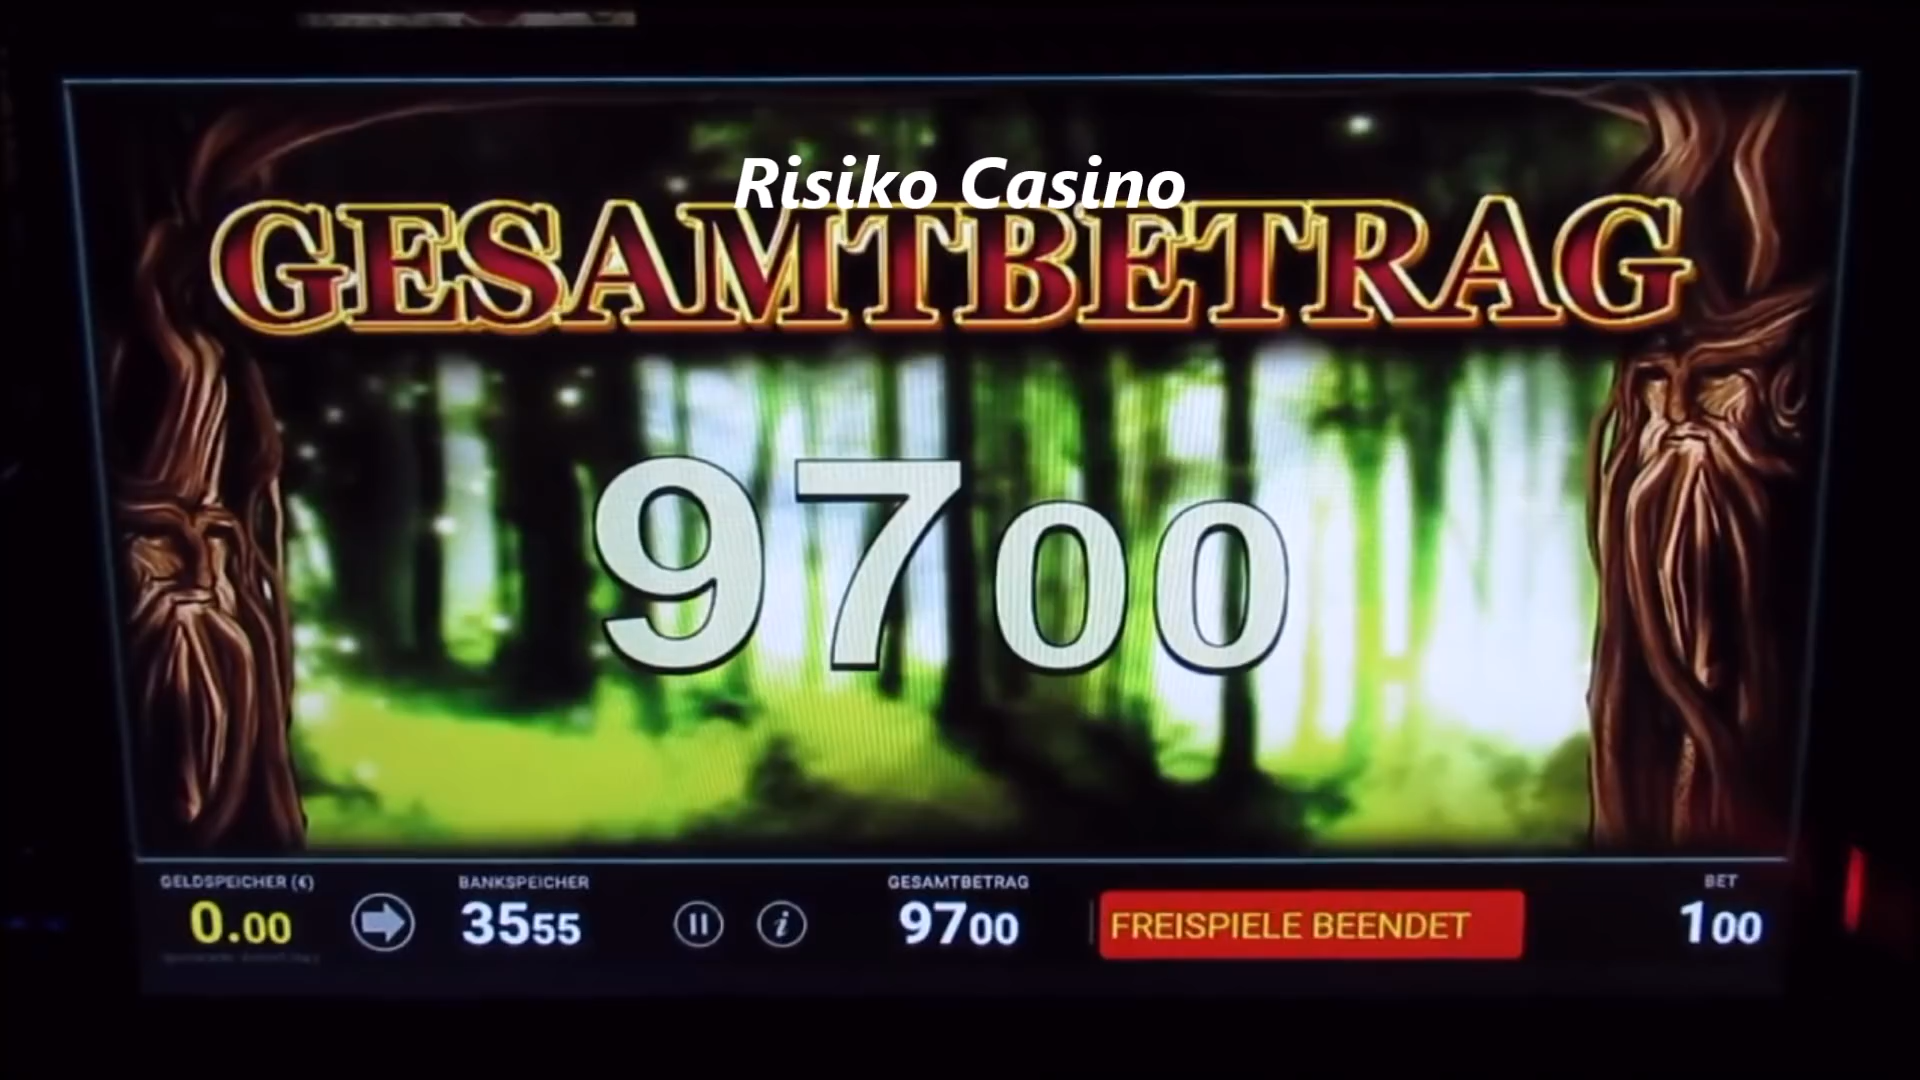 Risiko Casino
GESAMTBETRAG
9700
GELDSPEICHER (€)
0.00
BANKSPEICHER
3555
GESAMTBETRAG
9700
FREISPIELE BEENDET
BET
100